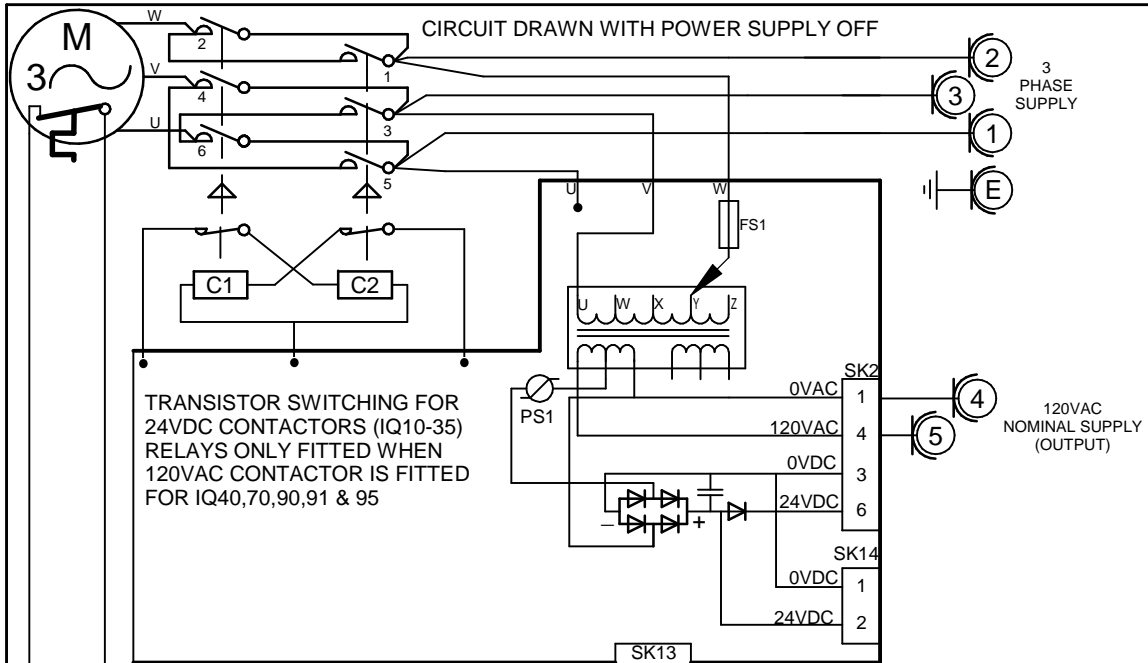 CIRCUIT DRAWN WITH POWER SUPPLY OFF
W
M
3
V
U
2
1
4
3
6
5
2
3
1
E
3
PHASE
SUPPLY
U
V
W
FS1
C1
C2
U
W
X
Y
Z
PS1
TRANSISTOR SWITCHING FOR
24VDC CONTACTORS (IQ10-35)
RELAYS ONLY FITTED WHEN
120VAC CONTACTOR IS FITTED
FOR IQ40,70,90,91 & 95
SK2
0VAC
1
120VAC
4
0VDC
3
24VDC
6
4
5
120VAC
NOMINAL SUPPLY
(OUTPUT)
–
+
SK14
0VDC
1
24VDC
2
SK13